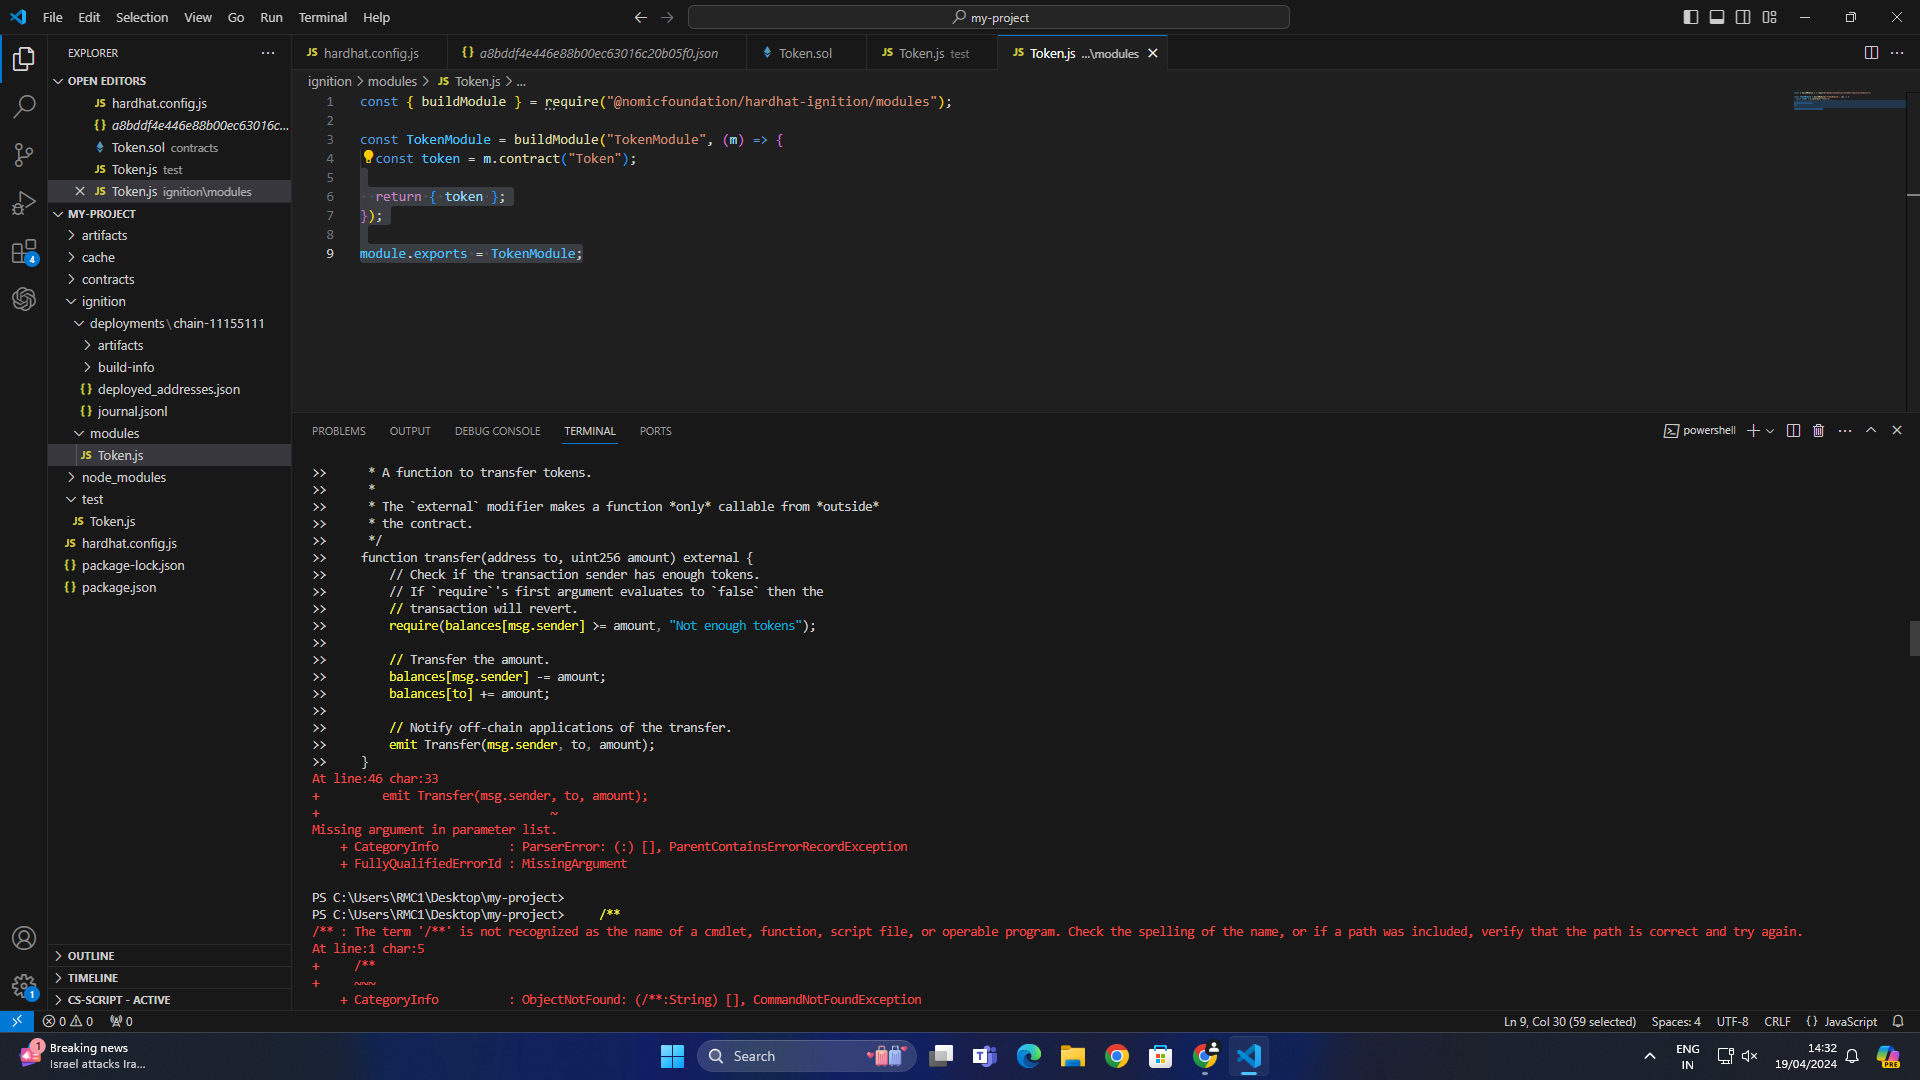 File Edit Selection View Go Run Terminal Help
my-project
EXPLORER
OPEN EDITORS
JS hardhat.config.js
{} a8bddf4e446e88b00ec63016c...
Token.sol contracts
JS Token.js test
JS Token.js ignition\modules
MY-PROJECT
artifacts
cache
contracts
ignition
deployments\chain-11155111
artifacts
build-info
{} deployed_addresses.json
{} journal.jsonl
modules
JS Token.js
node_modules
test
JS Token.js
JS hardhat.config.js
{} package-lock.json
{} package.json
OUTLINE
TIMELINE
CS-SCRIPT - ACTIVE
4
1
JS hardhat.config.js {} a8bddf4e446e88b00ec63016c20b05f0.json Token.sol JS Token.js test JS Token.js ...\modules
ignition > modules > JS Token.js > ...
1 const { buildModule } = require("@nomicfoundation/hardhat-ignition/modules");
2
3 const TokenModule = buildModule("TokenModule", (m) => {
4 const token = m.contract("Token");
5
6 return { token };
7 });
8
9 module.exports = TokenModule;
PROBLEMS OUTPUT DEBUG CONSOLE TERMINAL PORTS
powershell
>> * A function to transfer tokens.
>> *
>> * The `external` modifier makes a function *only* callable from *outside*
>> * the contract.
>> */
>> function transfer(address to, uint256 amount) external {
>> // Check if the transaction sender has enough tokens.
>> // If `require`'s first argument evaluates to `false` then the
>> // transaction will revert.
>> require(balances[msg.sender] >= amount, "Not enough tokens");
>>
>> // Transfer the amount.
>> balances[msg.sender] -= amount;
>> balances[to] += amount;
>>
>> // Notify off-chain applications of the transfer.
>> emit Transfer(msg.sender, to, amount);
>> }
At line:46 char:33
+ emit Transfer(msg.sender, to, amount);
+ ~
Missing argument in parameter list.
+ CategoryInfo : ParserError: (:) [], ParentContainsErrorRecordException
+ FullyQualifiedErrorId : MissingArgument
PS C:\Users\RMC1\Desktop\my-project>
PS C:\Users\RMC1\Desktop\my-project> /**
/** : The term '/**' is not recognized as the name of a cmdlet, function, script file, or operable program. Check the spelling of the name, or if a path was included, verify that the path is correct and try again.
At line:1 char:5
+ /**
+ ~~~
+ CategoryInfo : ObjectNotFound: (/**:String) [], CommandNotFoundException
0 0 0
Ln 9, Col 30 (59 selected) Spaces: 4 UTF-8 CRLF {} JavaScript
1 Breaking news
Israel attacks Ira...
Search
ENG
IN
14:32
19/04/2024
PRE